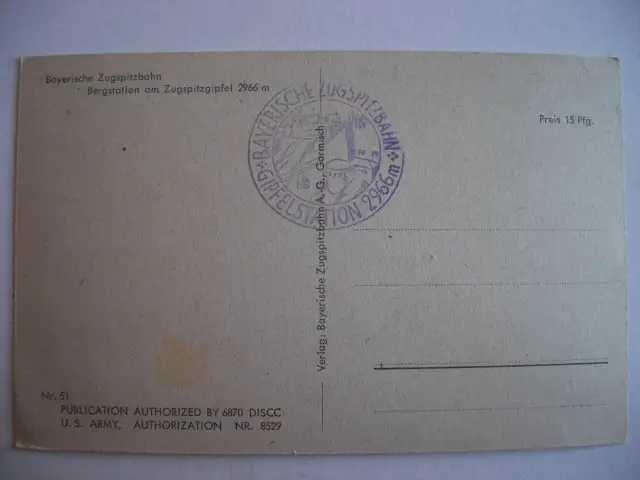 Bayerische Zugspitzbahn
Bergstation am Zugspitzgipfel 2966 m
BAYERISCHE ZUGSPITZBAHN
GIPFELSTATION 2966m
Preis 15 Pfg.
Verlag: Bayerische Zugspitzbahn A.-G., Garmisch
Nr. 51
PUBLICATION AUTHORIZED BY 6870 DISCC
U. S. ARMY, AUTHORIZATION NR. 8529